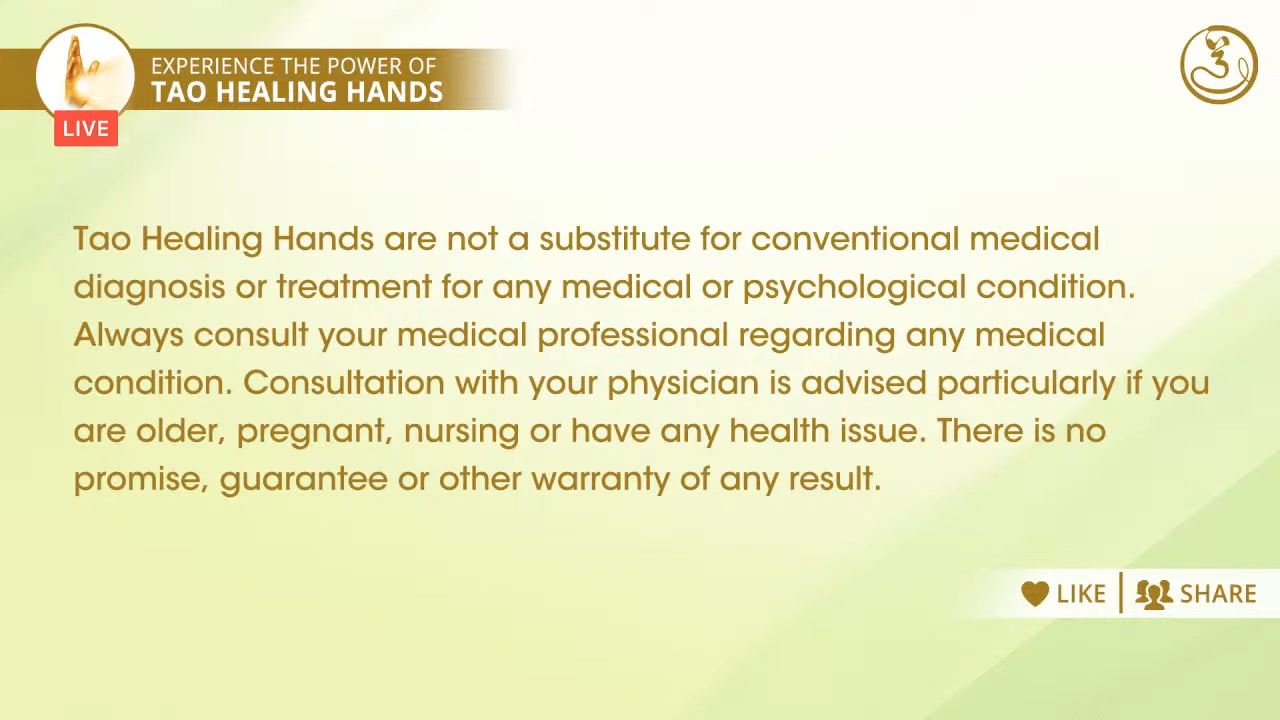 EXPERIENCE THE POWER OF
TAO HEALING HANDS
LIVE
Tao Healing Hands are not a substitute for conventional medical
diagnosis or treatment for any medical or psychological condition.
Always consult your medical professional regarding any medical
condition. Consultation with your physician is advised particularly if you
are older, pregnant, nursing or have any health issue. There is no
promise, guarantee or other warranty of any result.
LIKE | SHARE